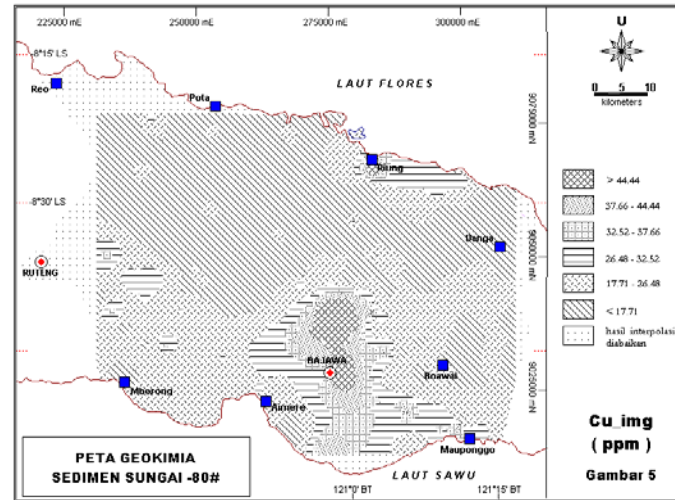 225000 mE
250000 mE
275000 mE
300000 mE
-8°15' LS
Reo
Pota
LAUT FLORES
U
0 5 10
kilometers
9075000 mN
Riung
-8°30' LS
> 44.44
37.66 - 44.44
32.52 - 37.66
26.48 - 32.52
17.71 - 26.48
< 17.71
hasil interpolasi
diabaikan
Danga
9050000 mN
RUTENG
BAJAWA
Boawai
9025000 mN
Mborong
Aimere
Mauponggo
Cu_img
( ppm )
Gambar 5
PETA GEOKIMIA
SEDIMEN SUNGAI -80#
LAUT SAWU
121°0' BT
121°15' BT